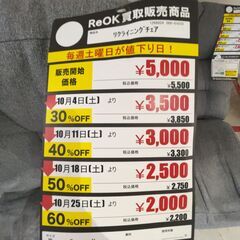 ReOK 買取販売商品
リクライニングチェア
毎週土曜日が値下り日!
販売開始価格 ¥5,000
税込価格 ¥5,500
10月4日(土)より 30%OFF ¥3,500
税込価格 ¥3,850
10月11日(土)より 40%OFF ¥3,000
税込価格 ¥3,300
10月18日(土)より 50%OFF ¥2,500
税込価格 ¥2,750
10月25日(土)より 60%OFF ¥2,000
税込価格 ¥2,200